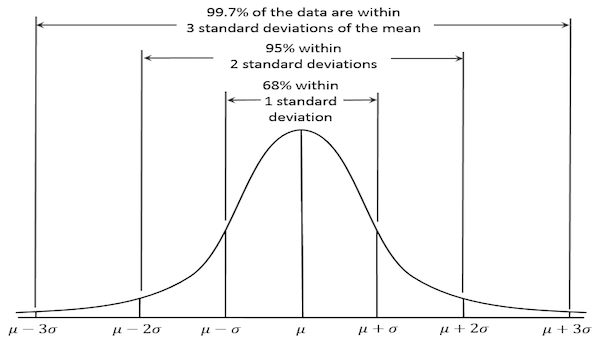 99.7% of the data are within
3 standard deviations of the mean
95% within
2 standard deviations
68% within
1 standard
deviation
μ − 3σ μ − 2σ μ − σ μ μ + σ μ + 2σ μ + 3σ